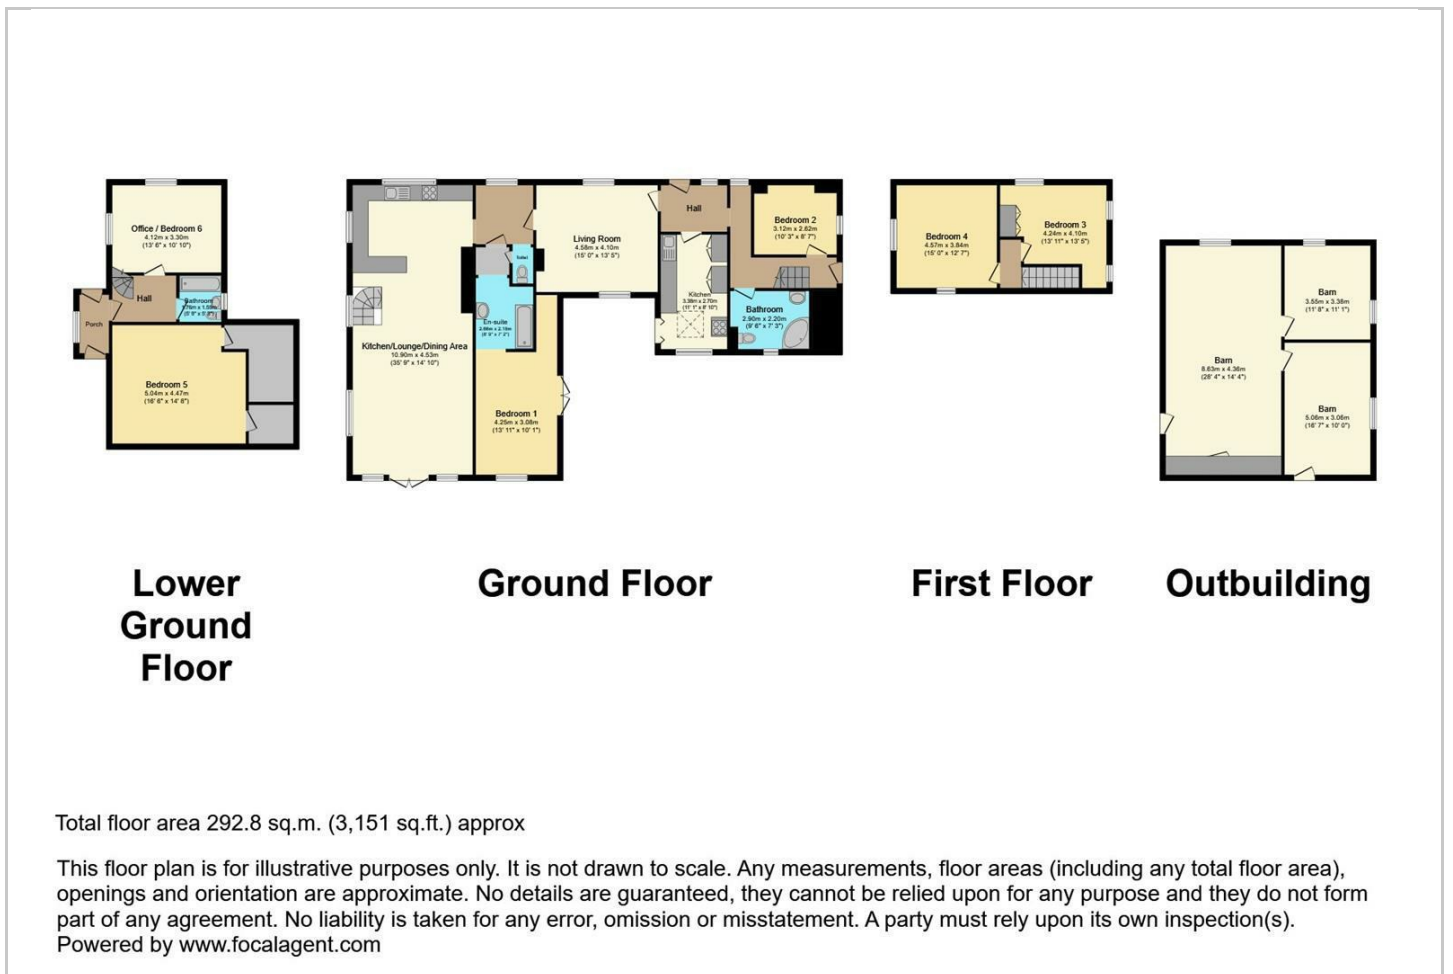 Office / Bedroom 6
4.12m x 3.30m
(13' 6" x 10' 10")
Hall
Bathroom
Porch
Bedroom 5
5.04m x 4.47m
(16' 6" x 14' 8")
Kitchen/Lounge/Dining Area
10.90m x 4.53m
(35' 9" x 14' 10")
Toilet
En-suite
Bedroom 1
4.25m x 3.08m
(13' 11" x 10' 1")
Living Room
4.58m x 4.10m
(15' 0" x 13' 5")
Hall
Kitchen
3.38m x 2.70m
(11' 1" x 8' 10")
Bedroom 2
3.12m x 2.62m
(10' 3" x 8' 7")
Bathroom
2.90m x 2.20m
(9' 6" x 7' 3")
Bedroom 4
4.57m x 3.84m
(15' 0" x 12' 7")
Bedroom 3
4.24m x 4.10m
(13' 11" x 13' 5")
Barn
8.63m x 4.36m
(28' 4" x 14' 4")
Barn
3.55m x 3.38m
(11' 8" x 11' 1")
Barn
5.06m x 3.06m
(16' 7" x 10' 0")
Lower
Ground
Floor
Ground Floor
First Floor
Outbuilding
Total floor area 292.8 sq.m. (3,151 sq.ft.) approx
This floor plan is for illustrative purposes only. It is not drawn to scale. Any measurements, floor areas (including any total floor area),
openings and orientation are approximate. No details are guaranteed, they cannot be relied upon for any purpose and they do not form
part of any agreement. No liability is taken for any error, omission or misstatement. A party must rely upon its own inspection(s).
Powered by www.focalagent.com